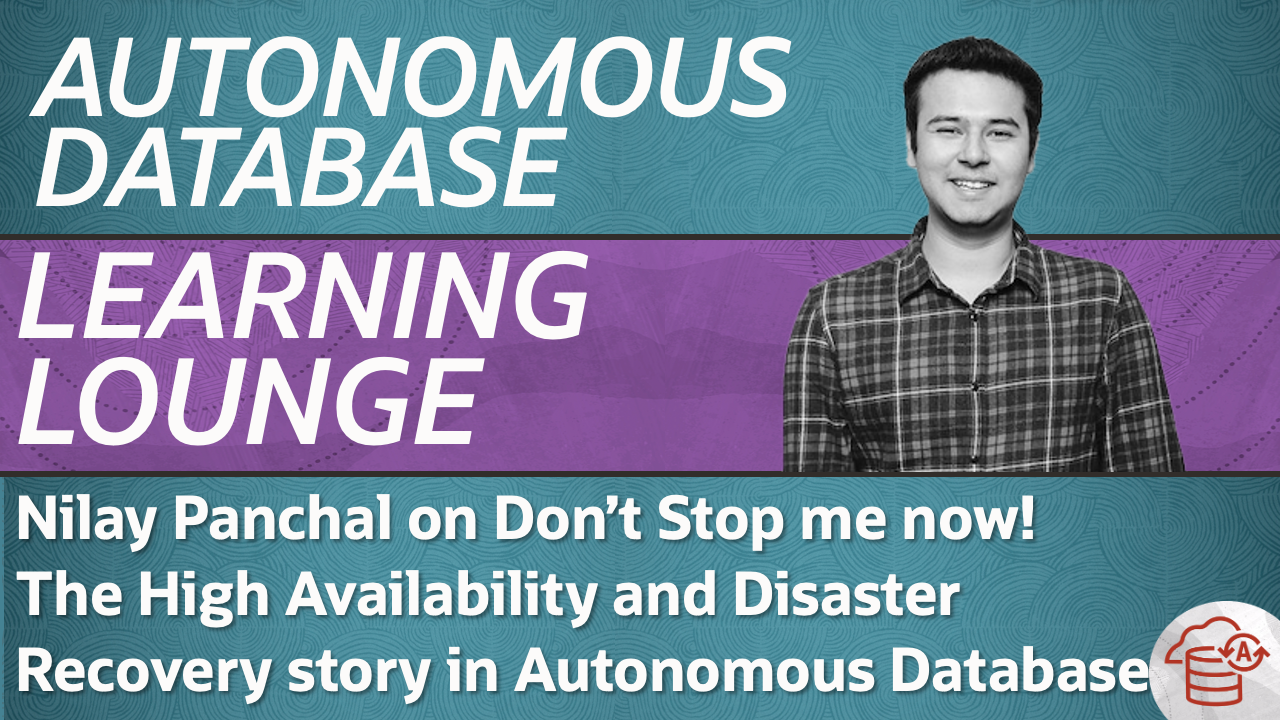 AUTONOMOUS
DATABASE
LEARNING
LOUNGE
Nilay Panchal on Don’t Stop me now!
The High Availability and Disaster
Recovery story in Autonomous Database
A